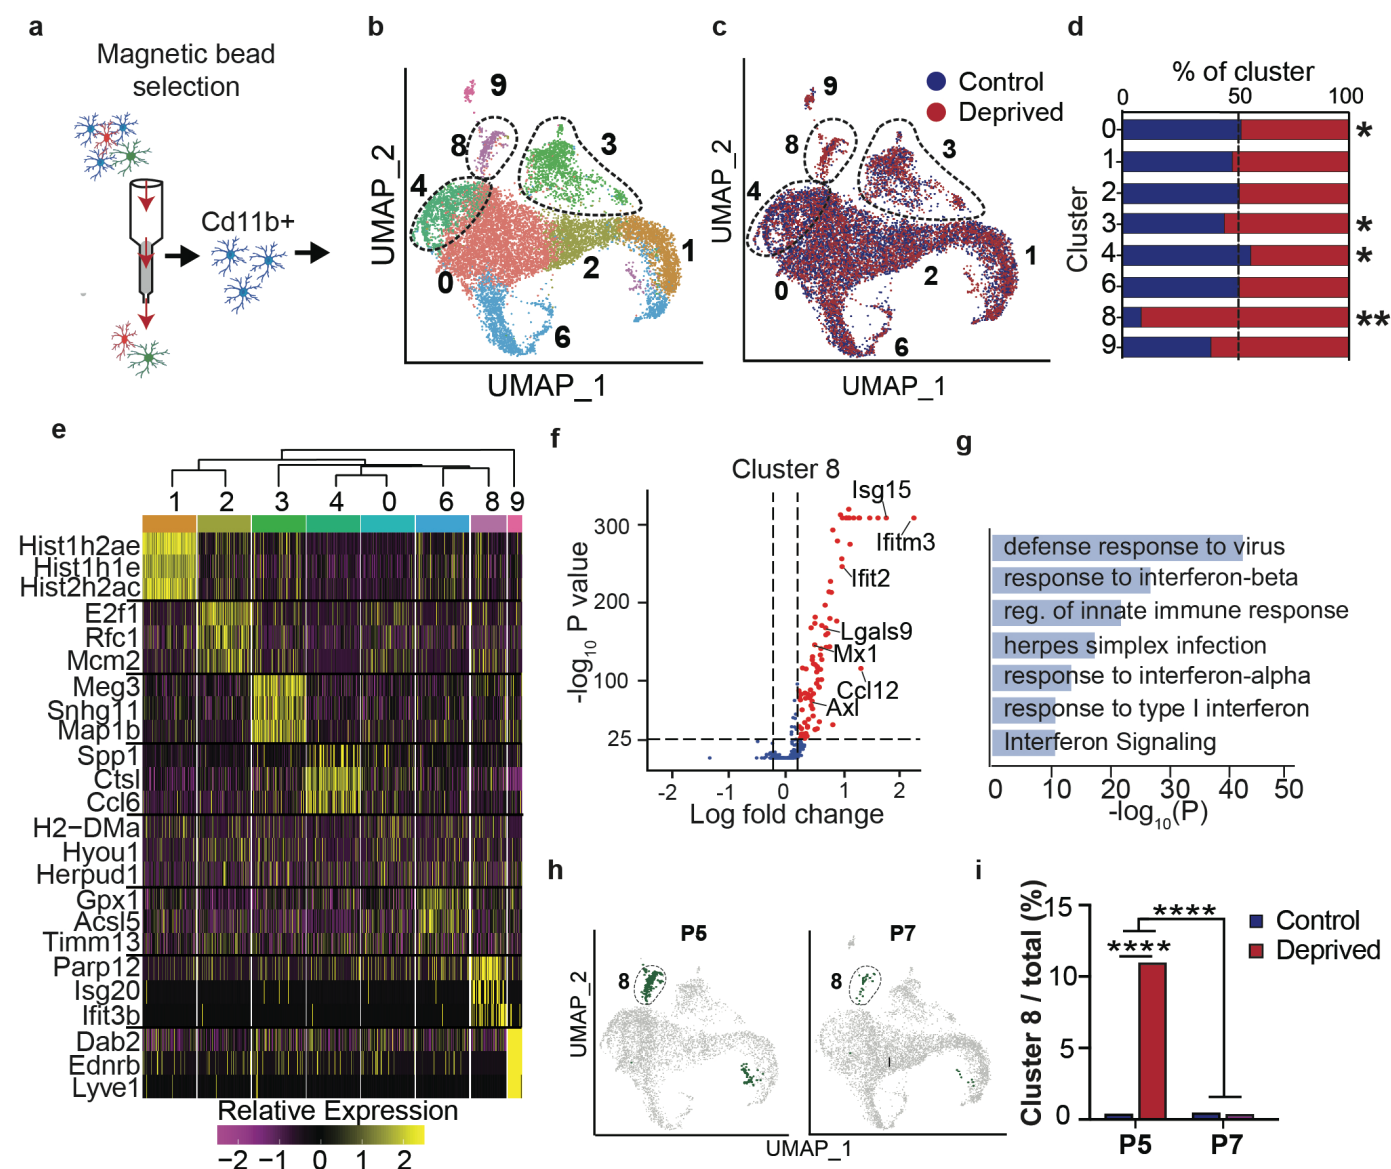 a
Magnetic bead
selection
Cd11b+
b
9
8
3
4
1
2
0
6
UMAP_2
UMAP_1
c
Control
Deprived
9
8
3
4
1
2
0
6
UMAP_2
UMAP_1
d
% of cluster
0 50 100
Cluster
0 *
1
2
3 *
4 *
6
8 **
9
e
1 2 3 4 0 6 8 9
Hist1h2ae
Hist1h1e
Hist2h2ac
E2f1
Rfc1
Mcm2
Meg3
Snhg11
Map1b
Spp1
Ctsl
Ccl6
H2−DMa
Hyou1
Herpud1
Gpx1
Acsl5
Timm13
Parp12
Isg20
Ifit3b
Dab2
Ednrb
Lyve1
Relative Expression
−2 −1 0 1 2
f
Cluster 8
-log10 P value
300
200
100
25
Isg15
Ifitm3
Ifit2
Lgals9
Mx1
Ccl12
Axl
-2 -1 0 1 2
Log fold change
g
defense response to virus
response to interferon-beta
reg. of innate immune response
herpes simplex infection
response to interferon-alpha
response to type I interferon
Interferon Signaling
0 10 20 30 40 50
-log10(P)
h
P5
P7
8
8
UMAP_2
UMAP_1
i
Cluster 8 / total (%)
15
10
5
0
****
****
Control
Deprived
P5 P7